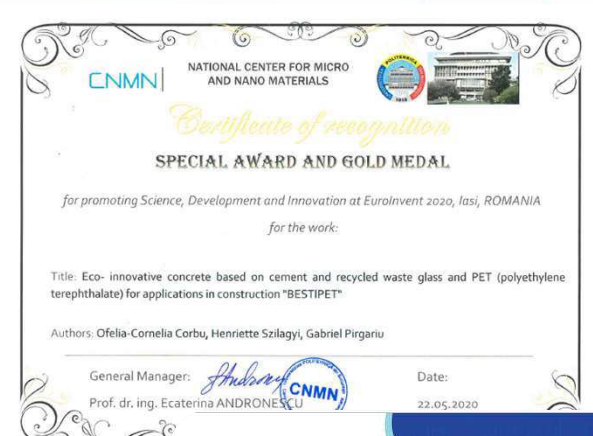 CNMN
NATIONAL CENTER FOR MICRO
AND NANO MATERIALS
POLITEHNICA
1818
Certificate of recognition
SPECIAL AWARD AND GOLD MEDAL
for promoting Science, Development and Innovation at EuroInvent 2020, Iasi, ROMANIA
for the work:
Title: Eco- innovative concrete based on cement and recycled waste glass and PET (polyethylene
terephthalate) for applications in construction "BESTIPET"
Authors: Ofelia-Cornelia Corbu, Henriette Szilagyi, Gabriel Pirgariu
General Manager:
Date:
CNMN
Prof. dr. ing. Ecaterina ANDRONESCU
22.05.2020